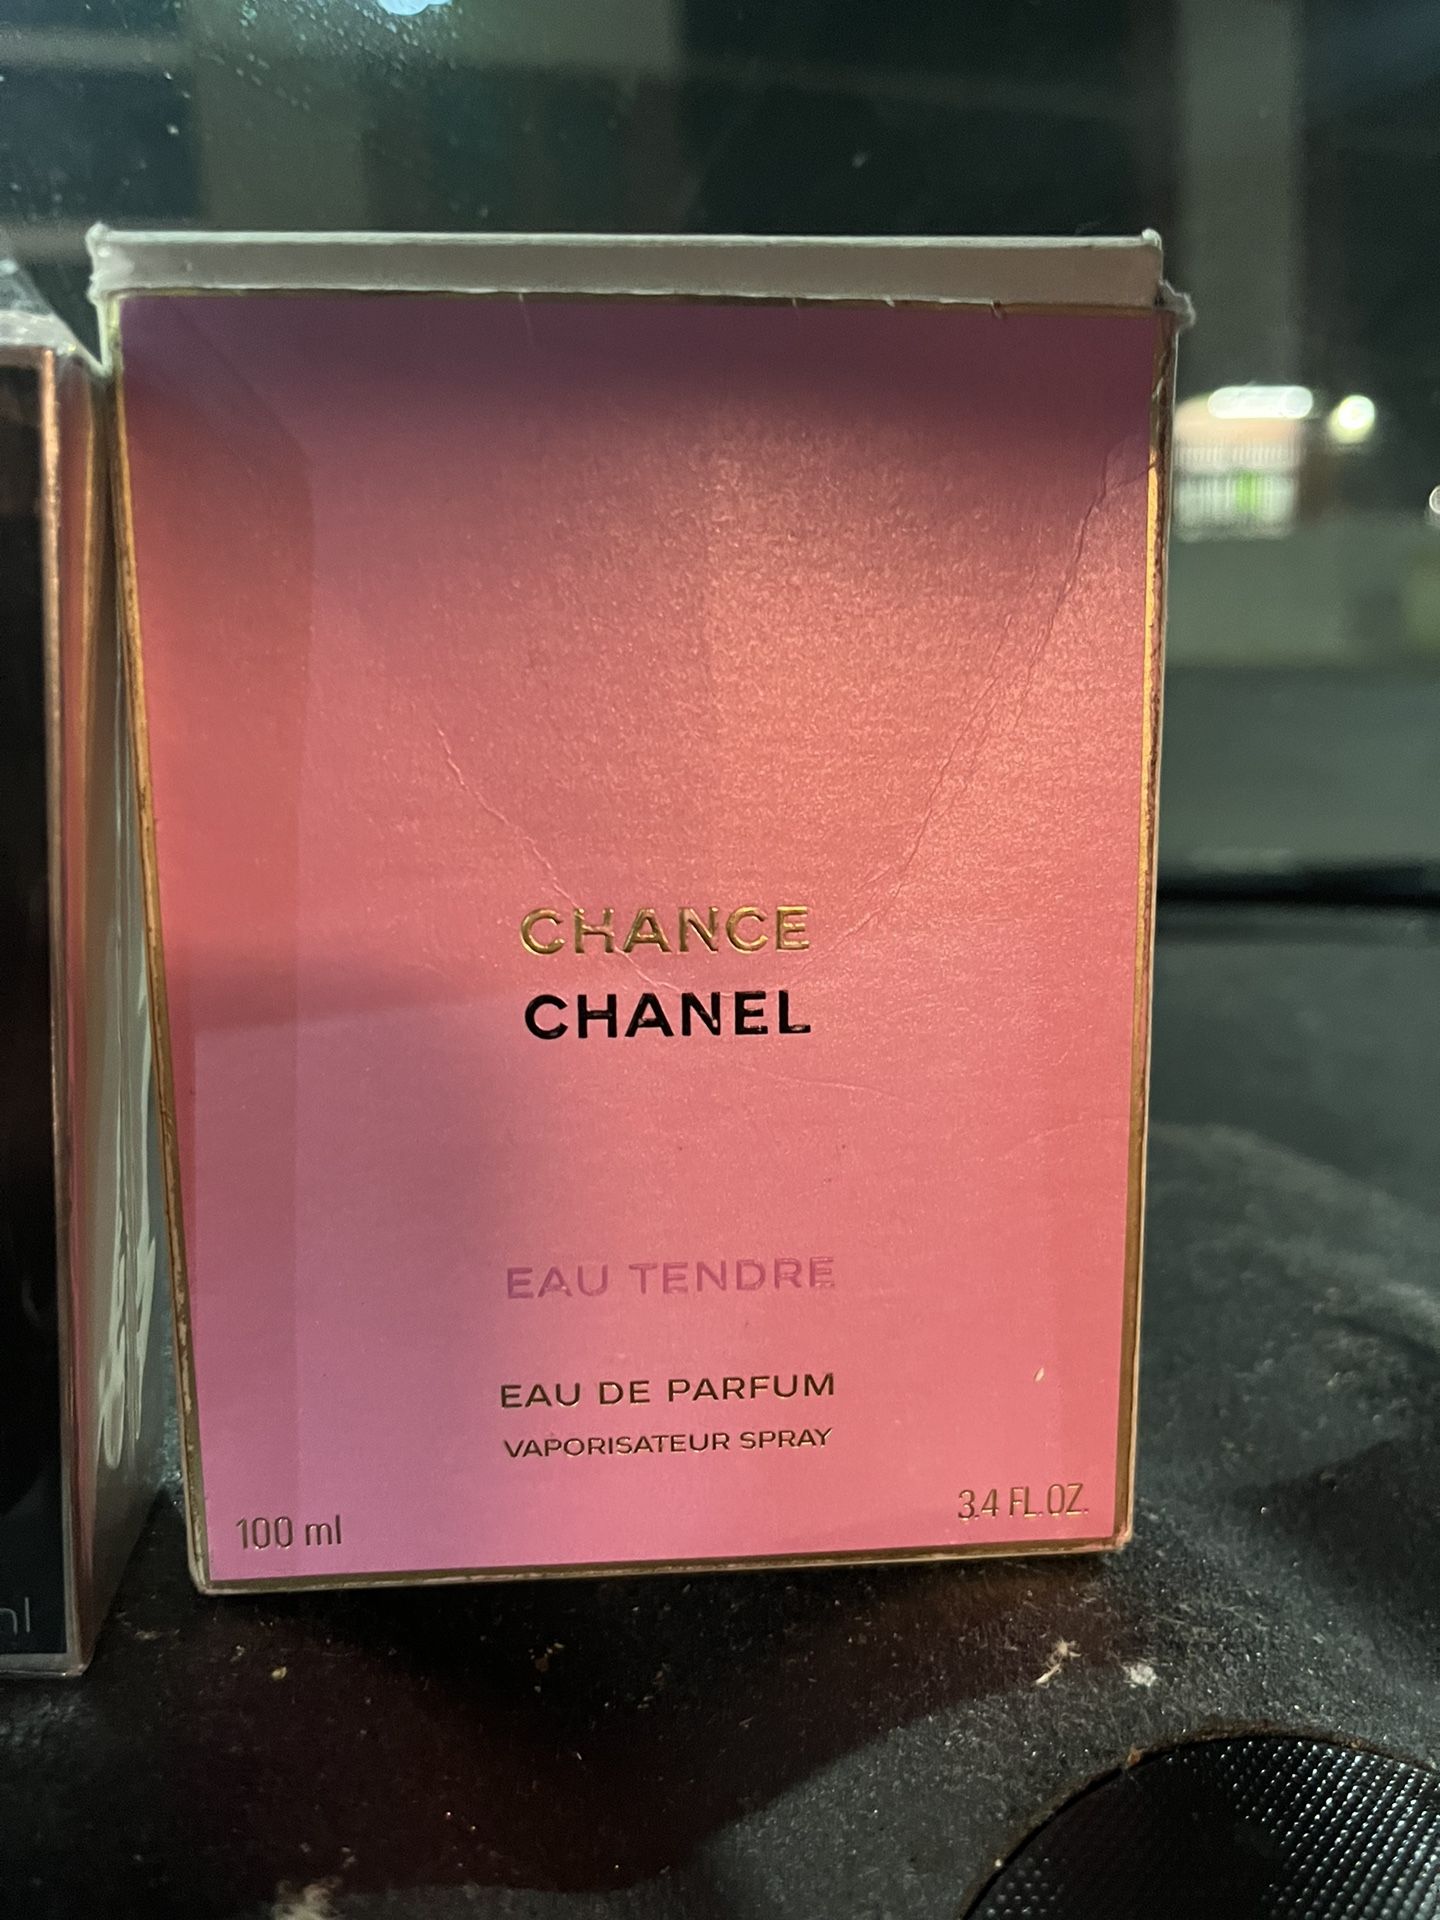 CHANCE
CHANEL
EAU TENDRE
EAU DE PARFUM
VAPORISATEUR SPRAY
100 ml
3.4 FL.OZ.